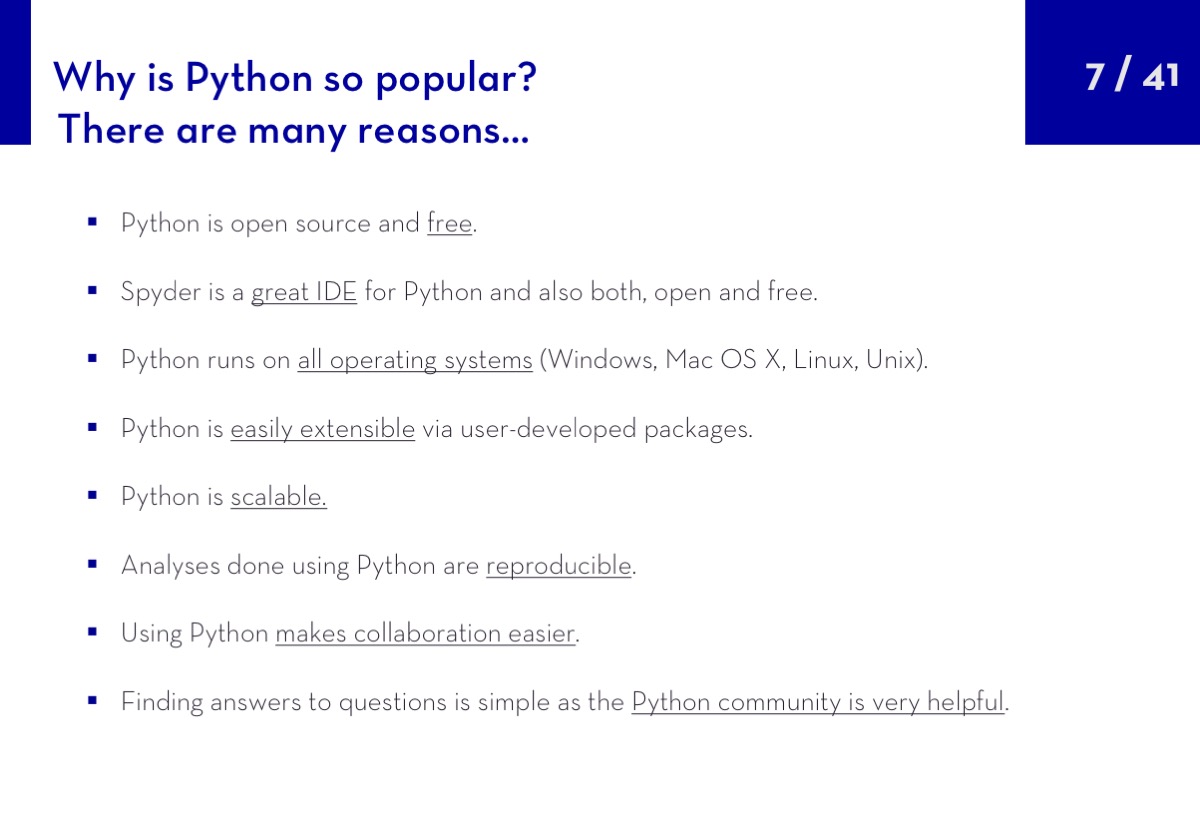 Why is Python so popular?
There are many reasons...
7 / 41
▪ Python is open source and free.
▪ Spyder is a great IDE for Python and also both, open and free.
▪ Python runs on all operating systems (Windows, Mac OS X, Linux, Unix).
▪ Python is easily extensible via user-developed packages.
▪ Python is scalable.
▪ Analyses done using Python are reproducible.
▪ Using Python makes collaboration easier.
▪ Finding answers to questions is simple as the Python community is very helpful.